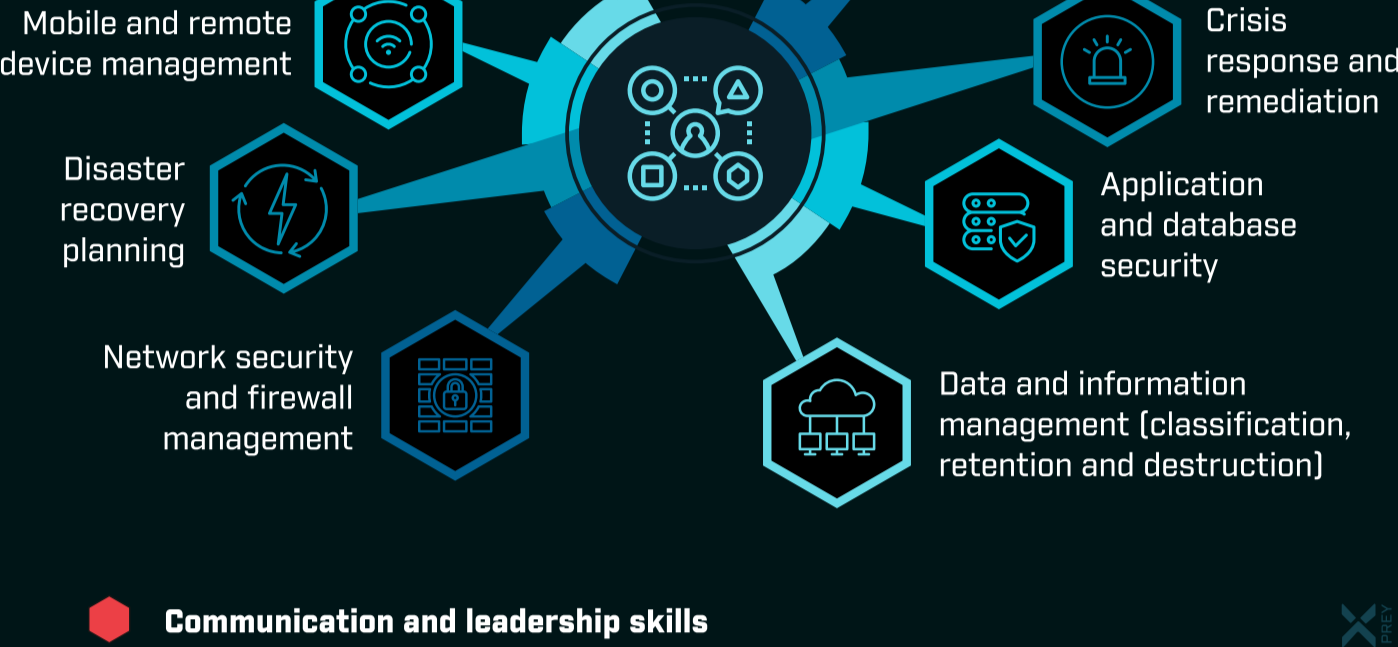 Mobile and remote
device management
Crisis
response and
remediation
Disaster
recovery
planning
Application
and database
security
Network security
and firewall
management
Data and information
management (classification,
retention and destruction)
Communication and leadership skills
PREY